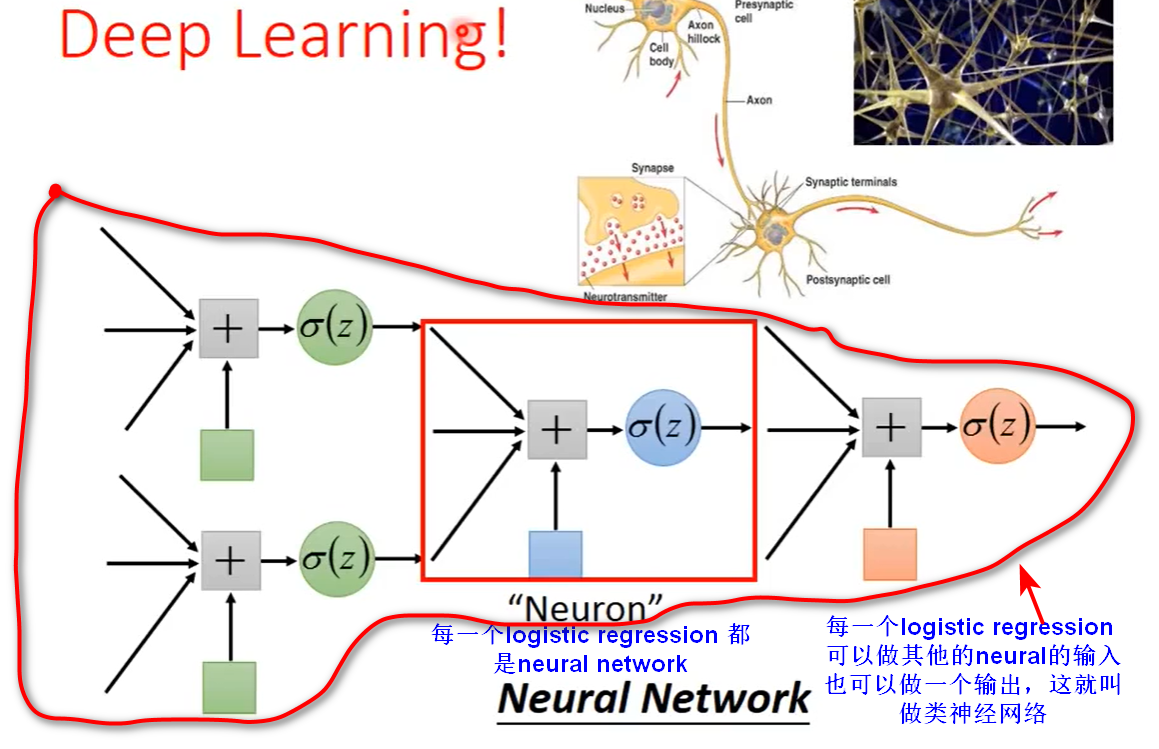 Deep Learning!
Nucleus
Presynaptic
cell
Axon
hillock
Cell
body
Axon
Synapse
Synaptic terminals
Postsynaptic cell
Neurotransmitter
+
σ(z)
+
σ(z)
+
σ(z)
+
σ(z)
“Neuron”
每一个logistic regression 都
是neural network
每一个logistic regression
可以做其他的neural的输入
也可以做一个输出，这就叫
做类神经网络
Neural Network